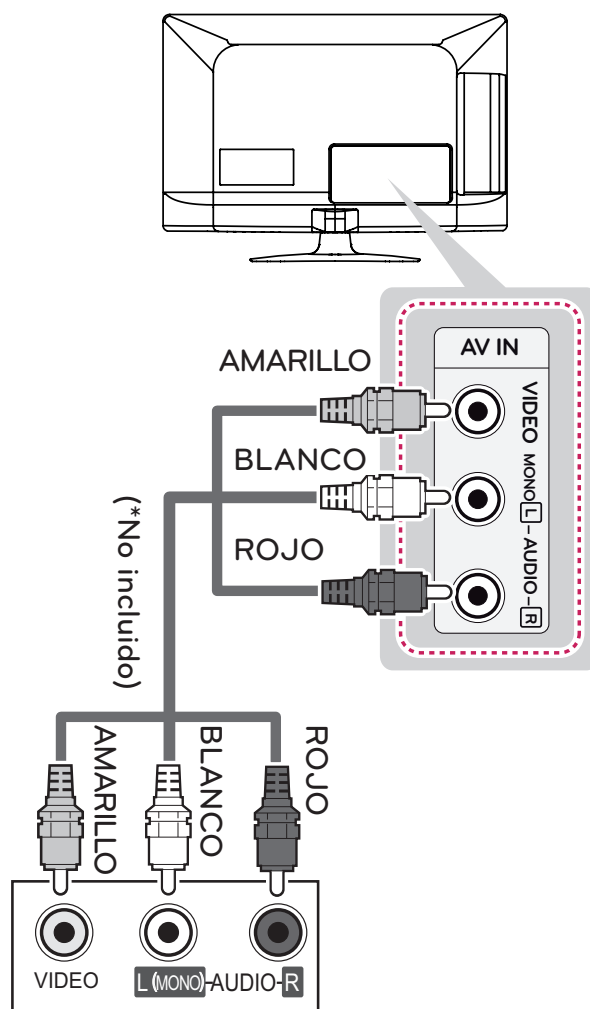 AV IN
AMARILLO
VIDEO
BLANCO
MONO L - AUDIO - R
ROJO
(*No incluido)
AMARILLO
BLANCO
ROJO
VIDEO
L (MONO)-AUDIO-R